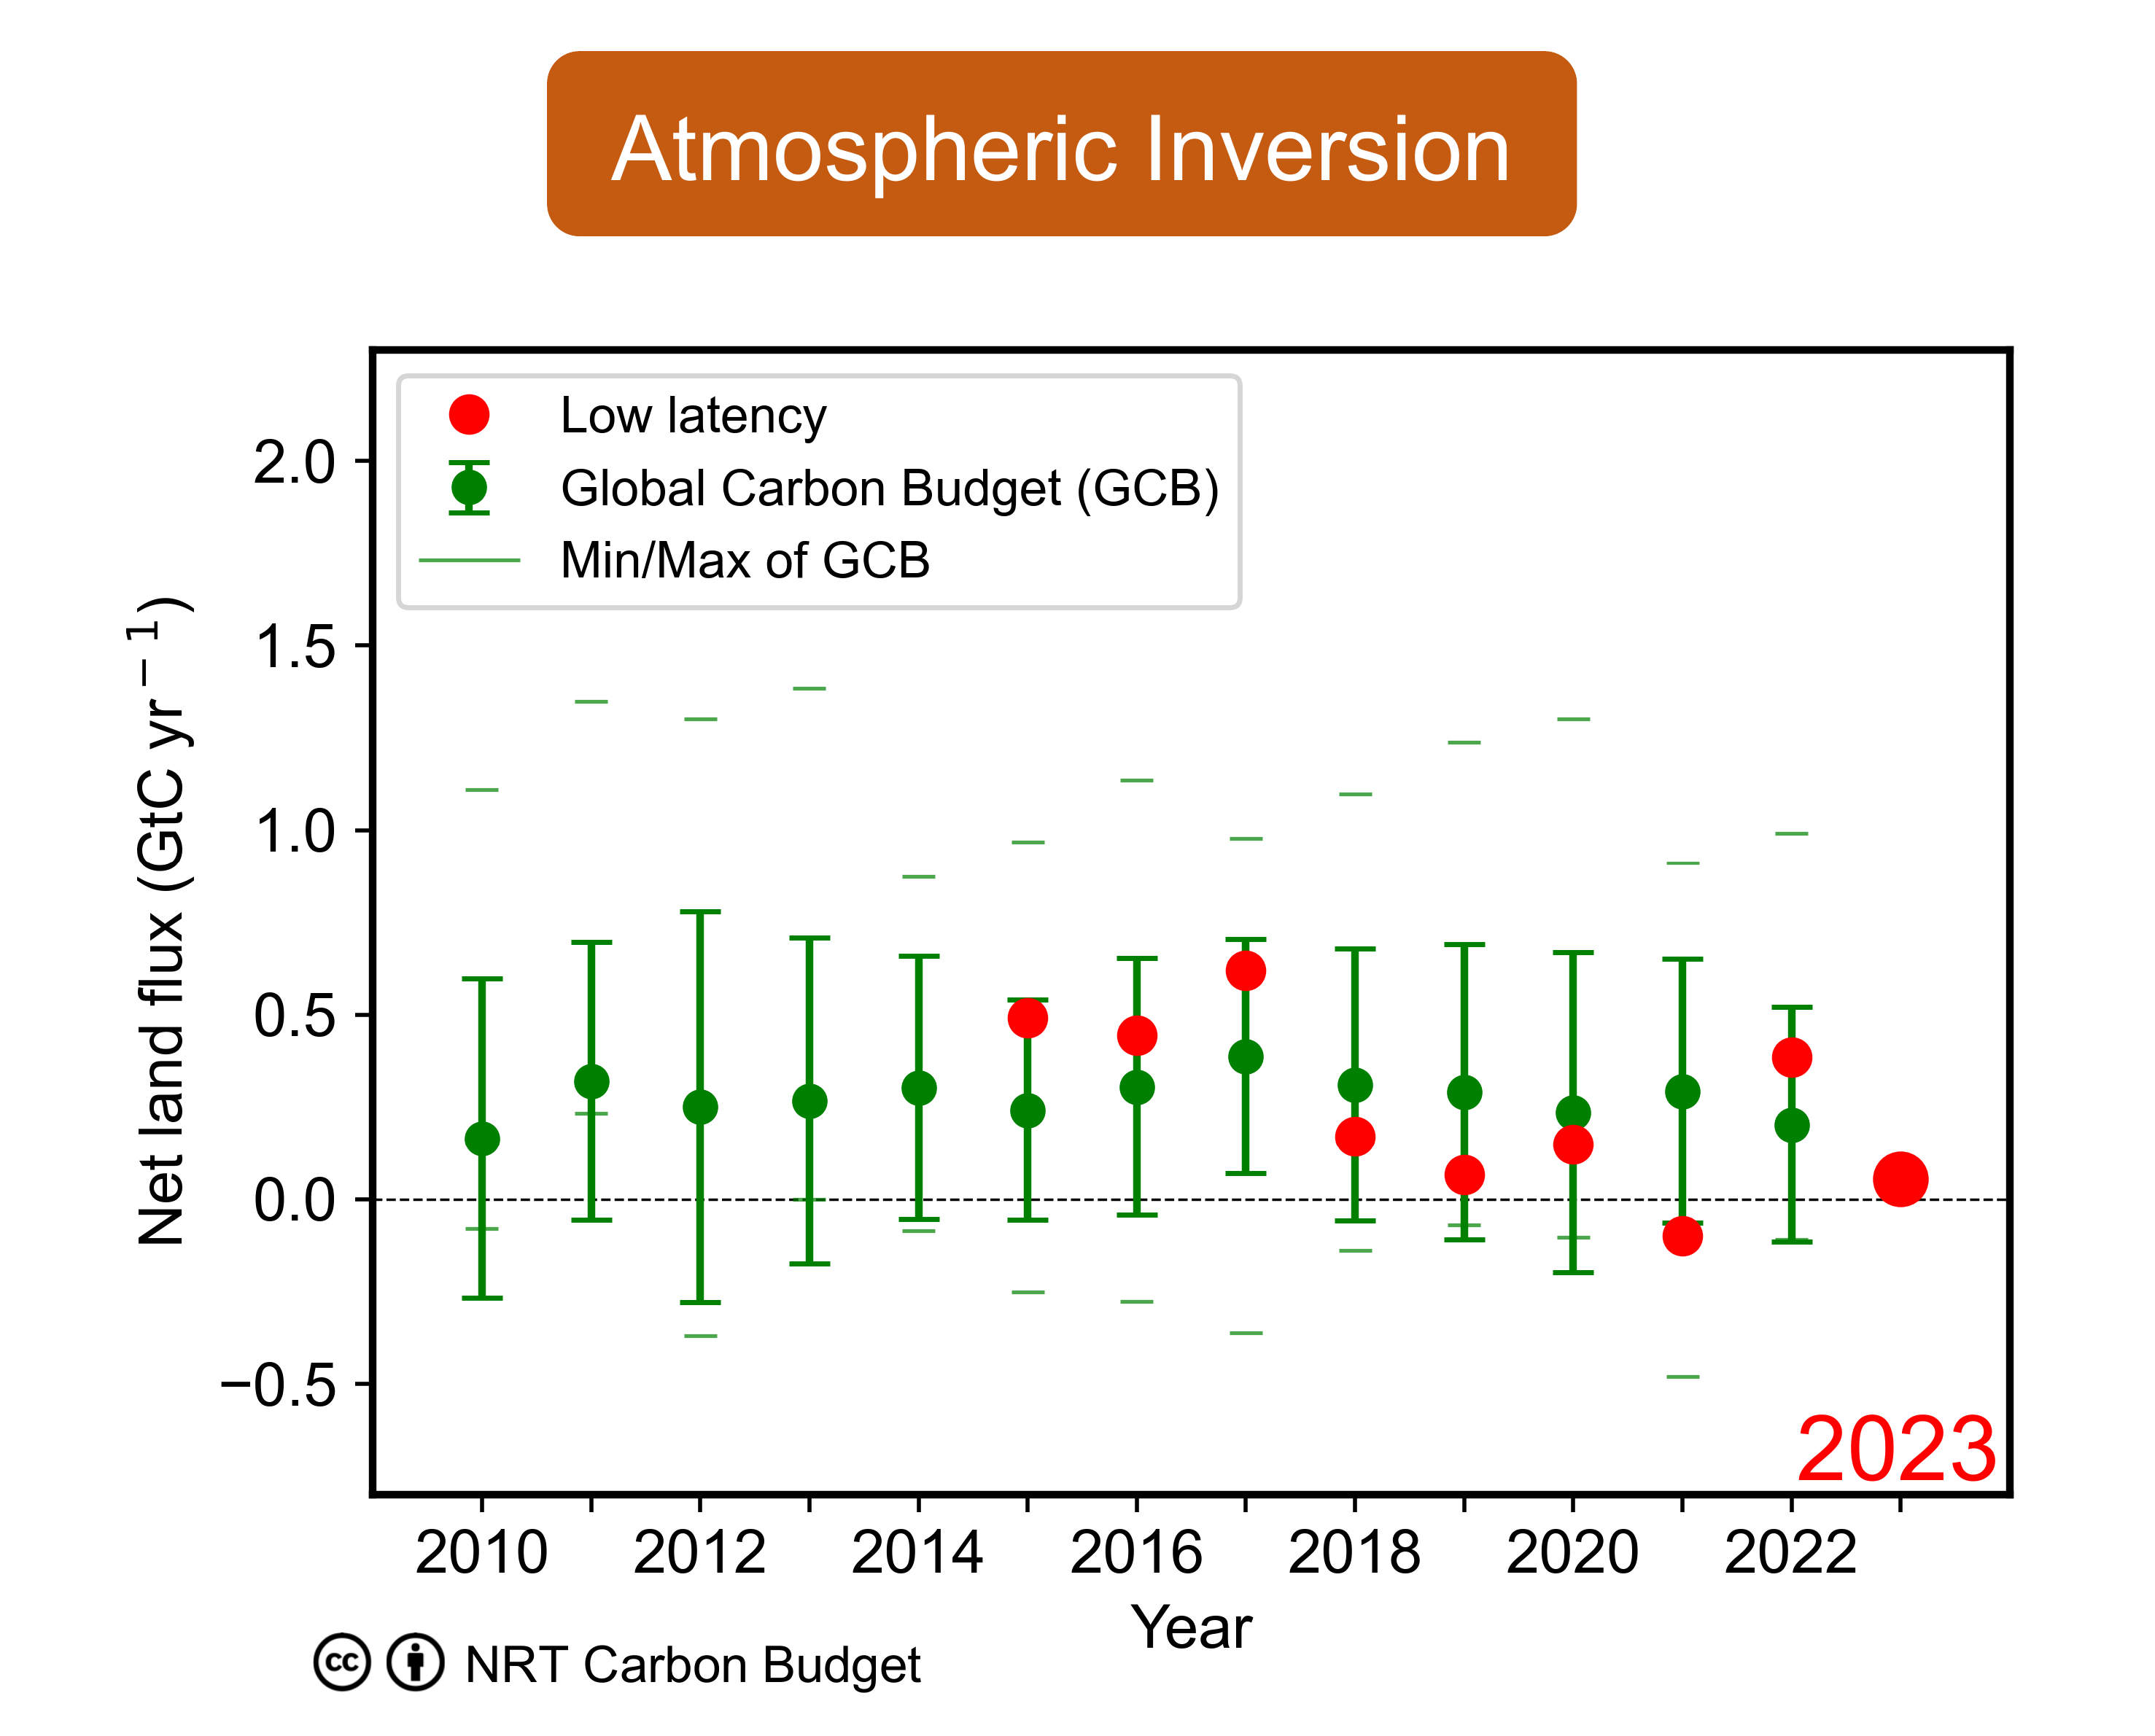 Atmospheric Inversion
Low latency
Global Carbon Budget (GCB)
Min/Max of GCB
Net land flux (GtC yr⁻¹)
2.0
1.5
1.0
0.5
0.0
−0.5
2023
2010 2012 2014 2016 2018 2020 2022
Year
cc NRT Carbon Budget